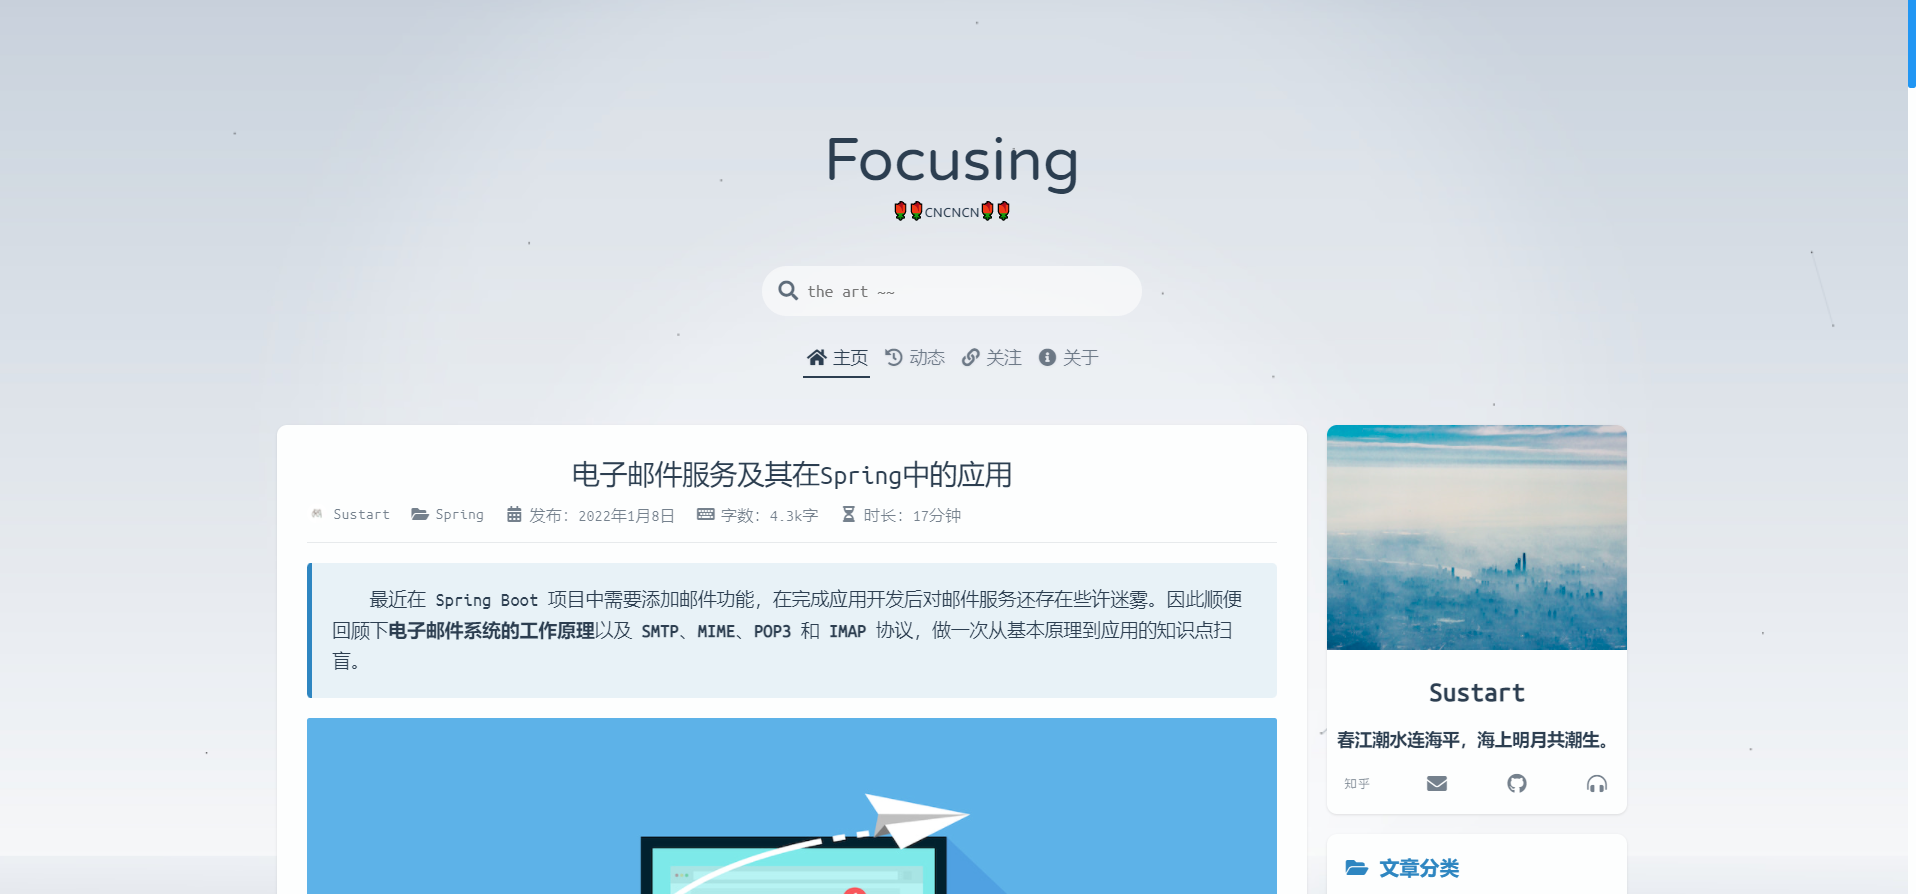 Focusing
🌹🌹CNCNCN🌹🌹
the art ~~
主页 动态 关注 关于
电子邮件服务及其在Spring中的应用
Sustart Spring 发布：2022年1月8日 字数：4.3k字 时长：17分钟
最近在 Spring Boot 项目中需要添加邮件功能，在完成应用开发后对邮件服务还存在些许迷雾。因此顺便
回顾下电子邮件系统的工作原理以及 SMTP、MIME、POP3 和 IMAP 协议，做一次从基本原理到应用的知识点扫
盲。
Sustart
春江潮水连海平，海上明月共潮生。
知乎
文章分类